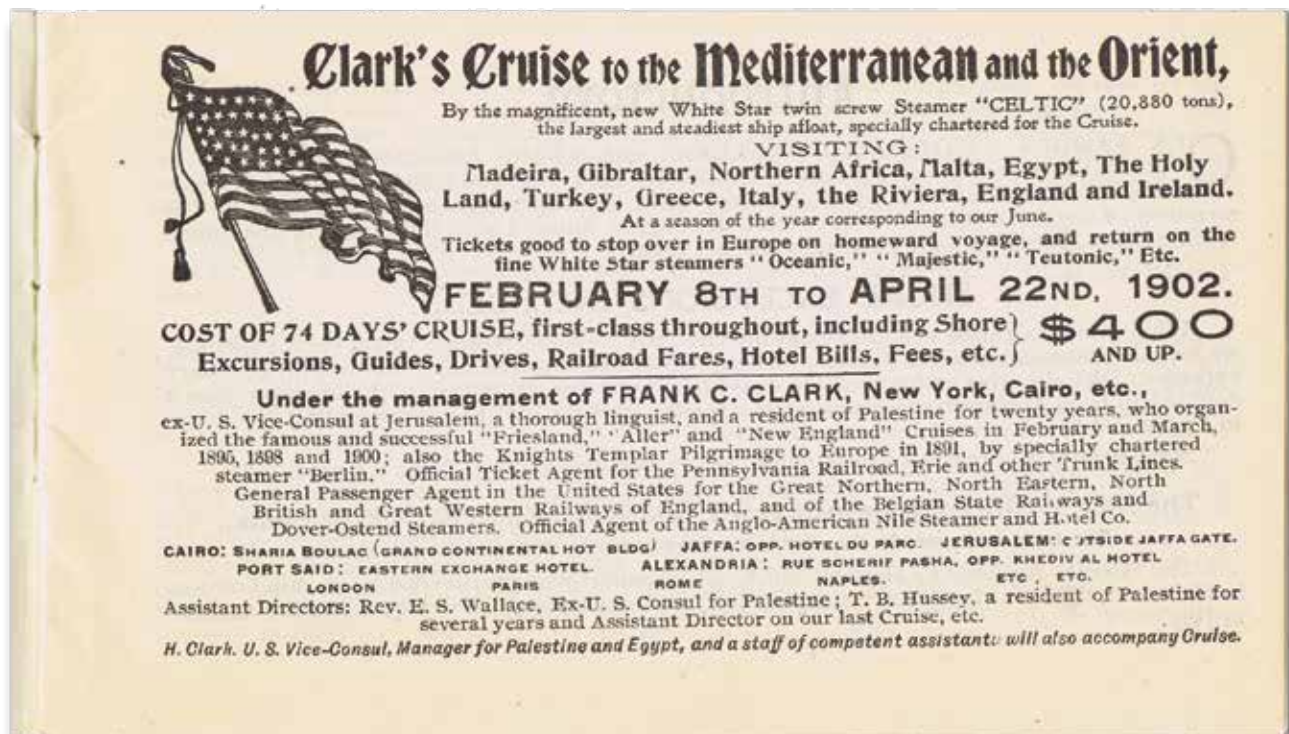 Clark's Cruise to the Mediterranean and the Orient,
By the magnificent, new White Star twin screw Steamer "CELTIC" (20,880 tons),
the largest and steadiest ship afloat, specially chartered for the Cruise.
VISITING:
Madeira, Gibraltar, Northern Africa, Malta, Egypt, The Holy
Land, Turkey, Greece, Italy, the Riviera, England and Ireland.
At a season of the year corresponding to our June.
Tickets good to stop over in Europe on homeward voyage, and return on the
fine White Star steamers "Oceanic," "Majestic," "Teutonic," Etc.
FEBRUARY 8TH TO APRIL 22ND, 1902.
COST OF 74 DAYS' CRUISE, first-class throughout, including Shore
Excursions, Guides, Drives, Railroad Fares, Hotel Bills, Fees, etc.
$400
AND UP.
Under the management of FRANK C. CLARK, New York, Cairo, etc.,
ex-U. S. Vice-Consul at Jerusalem, a thorough linguist, and a resident of Palestine for twenty years, who organ-
ized the famous and successful "Friesland," "Aller" and "New England" Cruises in February and March,
1895, 1898 and 1900; also the Knights Templar Pilgrimage to Europe in 1891, by specially chartered
steamer "Berlin." Official Ticket Agent for the Pennsylvania Railroad, Erie and other Trunk Lines.
General Passenger Agent in the United States for the Great Northern, North Eastern, North
British and Great Western Railways of England, and of the Belgian State Railways and
Dover-Ostend Steamers. Official Agent of the Anglo-American Nile Steamer and Hotel Co.
CAIRO: SHARIA BOULAC (GRAND CONTINENTAL HOT BLDG) JAFFA: OPP. HOTEL DU PARC. JERUSALEM: OUTSIDE JAFFA GATE.
PORT SAID: EASTERN EXCHANGE HOTEL. ALEXANDRIA: RUE SCHERIF PASHA, OPP. KHEDIVAL HOTEL
LONDON PARIS ROME NAPLES. ETC, ETC.
Assistant Directors: Rev. E. S. Wallace, Ex-U. S. Consul for Palestine; T. B. Hussey, a resident of Palestine for
several years and Assistant Director on our last Cruise, etc.
H. Clark. U. S. Vice-Consul, Manager for Palestine and Egypt, and a staff of competent assistants will also accompany Cruise.